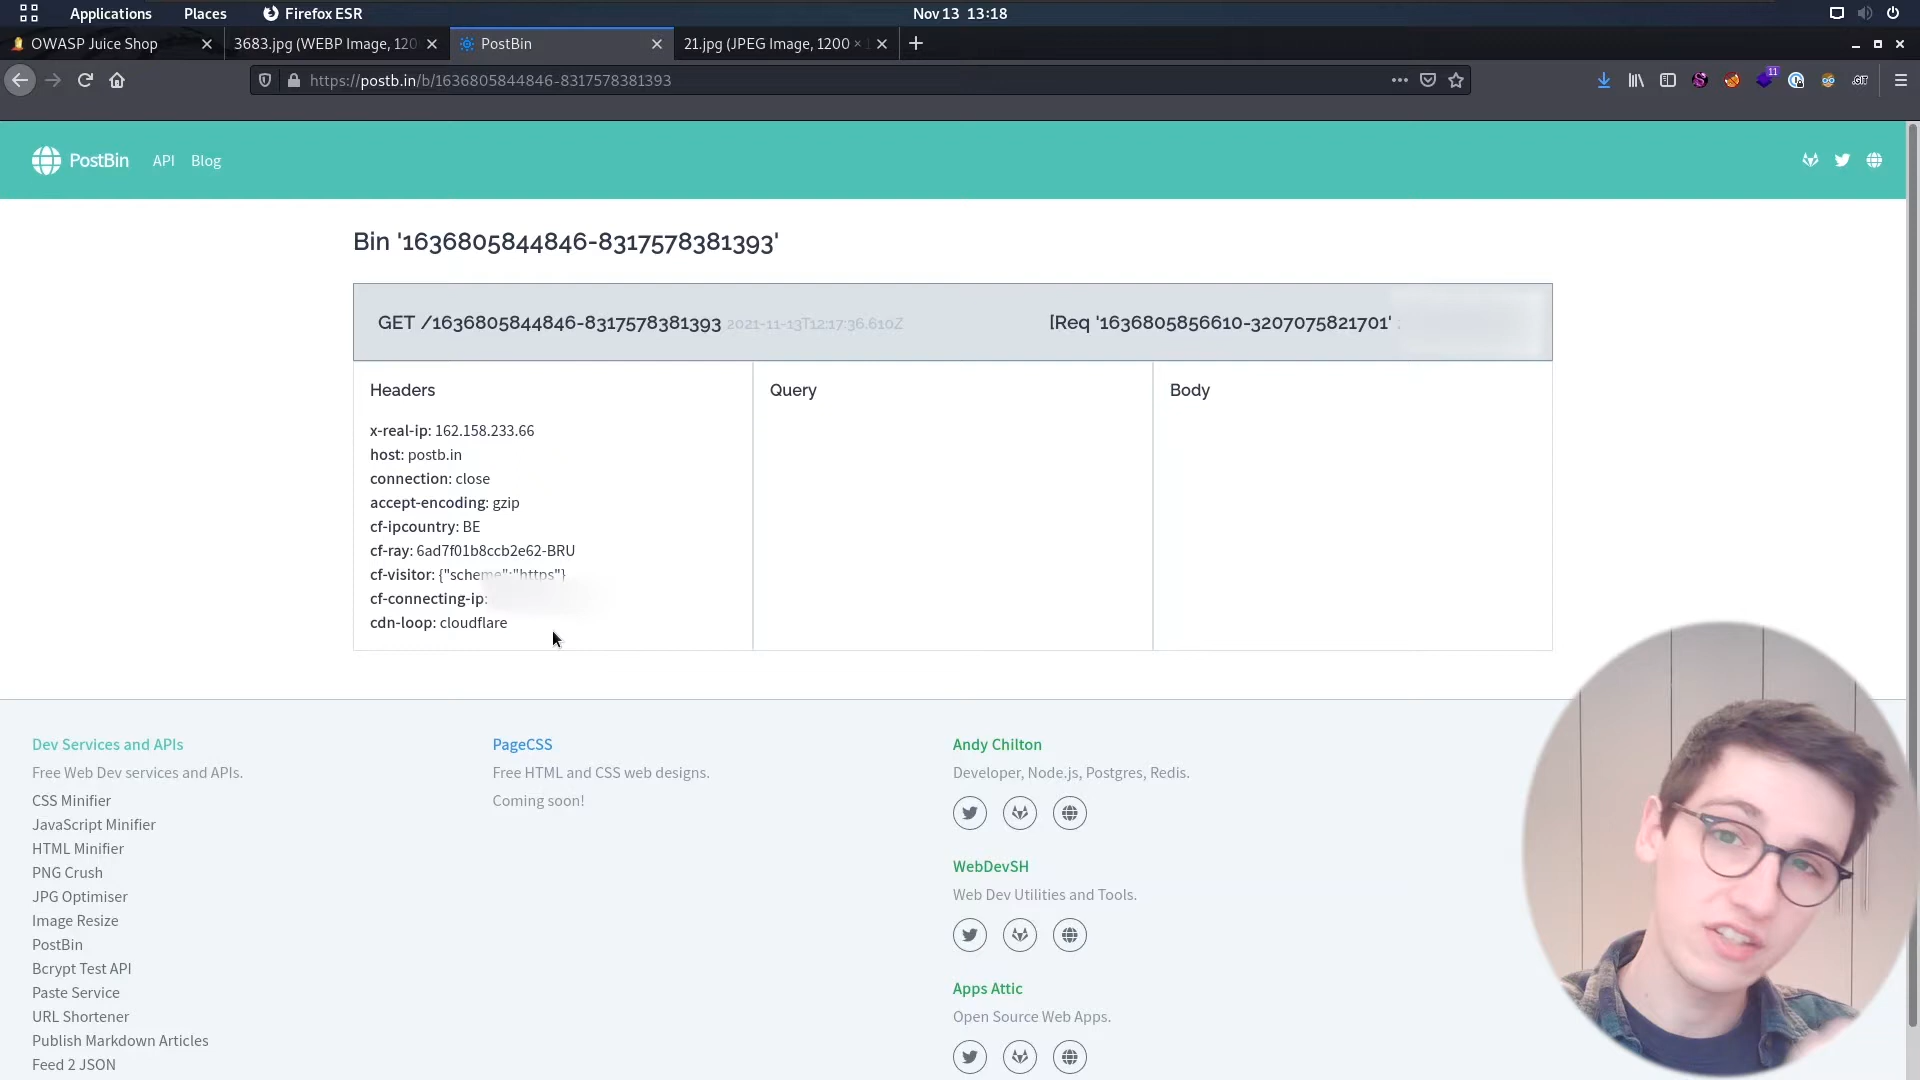 Applications Places Firefox ESR Nov 13 13:18
OWASP Juice Shop 3683.jpg (WEBP Image, 120 PostBin 21.jpg (JPEG Image, 1200 ×
https://postb.in/b/1636805844846-8317578381393 11 .GIT
PostBin API Blog
Bin '1636805844846-8317578381393'
GET /1636805844846-8317578381393 2021-11-13T12:17:36.610Z [Req '1636805856610-3207075821701' :
Headers Query Body
x-real-ip: 162.158.233.66
host: postb.in
connection: close
accept-encoding: gzip
cf-ipcountry: BE
cf-ray: 6ad7f01b8ccb2e62-BRU
cf-visitor: {"scheme":"https"}
cf-connecting-ip:
cdn-loop: cloudflare
Dev Services and APIs
Free Web Dev services and APIs.
CSS Minifier
JavaScript Minifier
HTML Minifier
PNG Crush
JPG Optimiser
Image Resize
PostBin
Bcrypt Test API
Paste Service
URL Shortener
Publish Markdown Articles
Feed 2 JSON
PageCSS
Free HTML and CSS web designs.
Coming soon!
Andy Chilton
Developer, Node.js, Postgres, Redis.
WebDevSH
Web Dev Utilities and Tools.
Apps Attic
Open Source Web Apps.